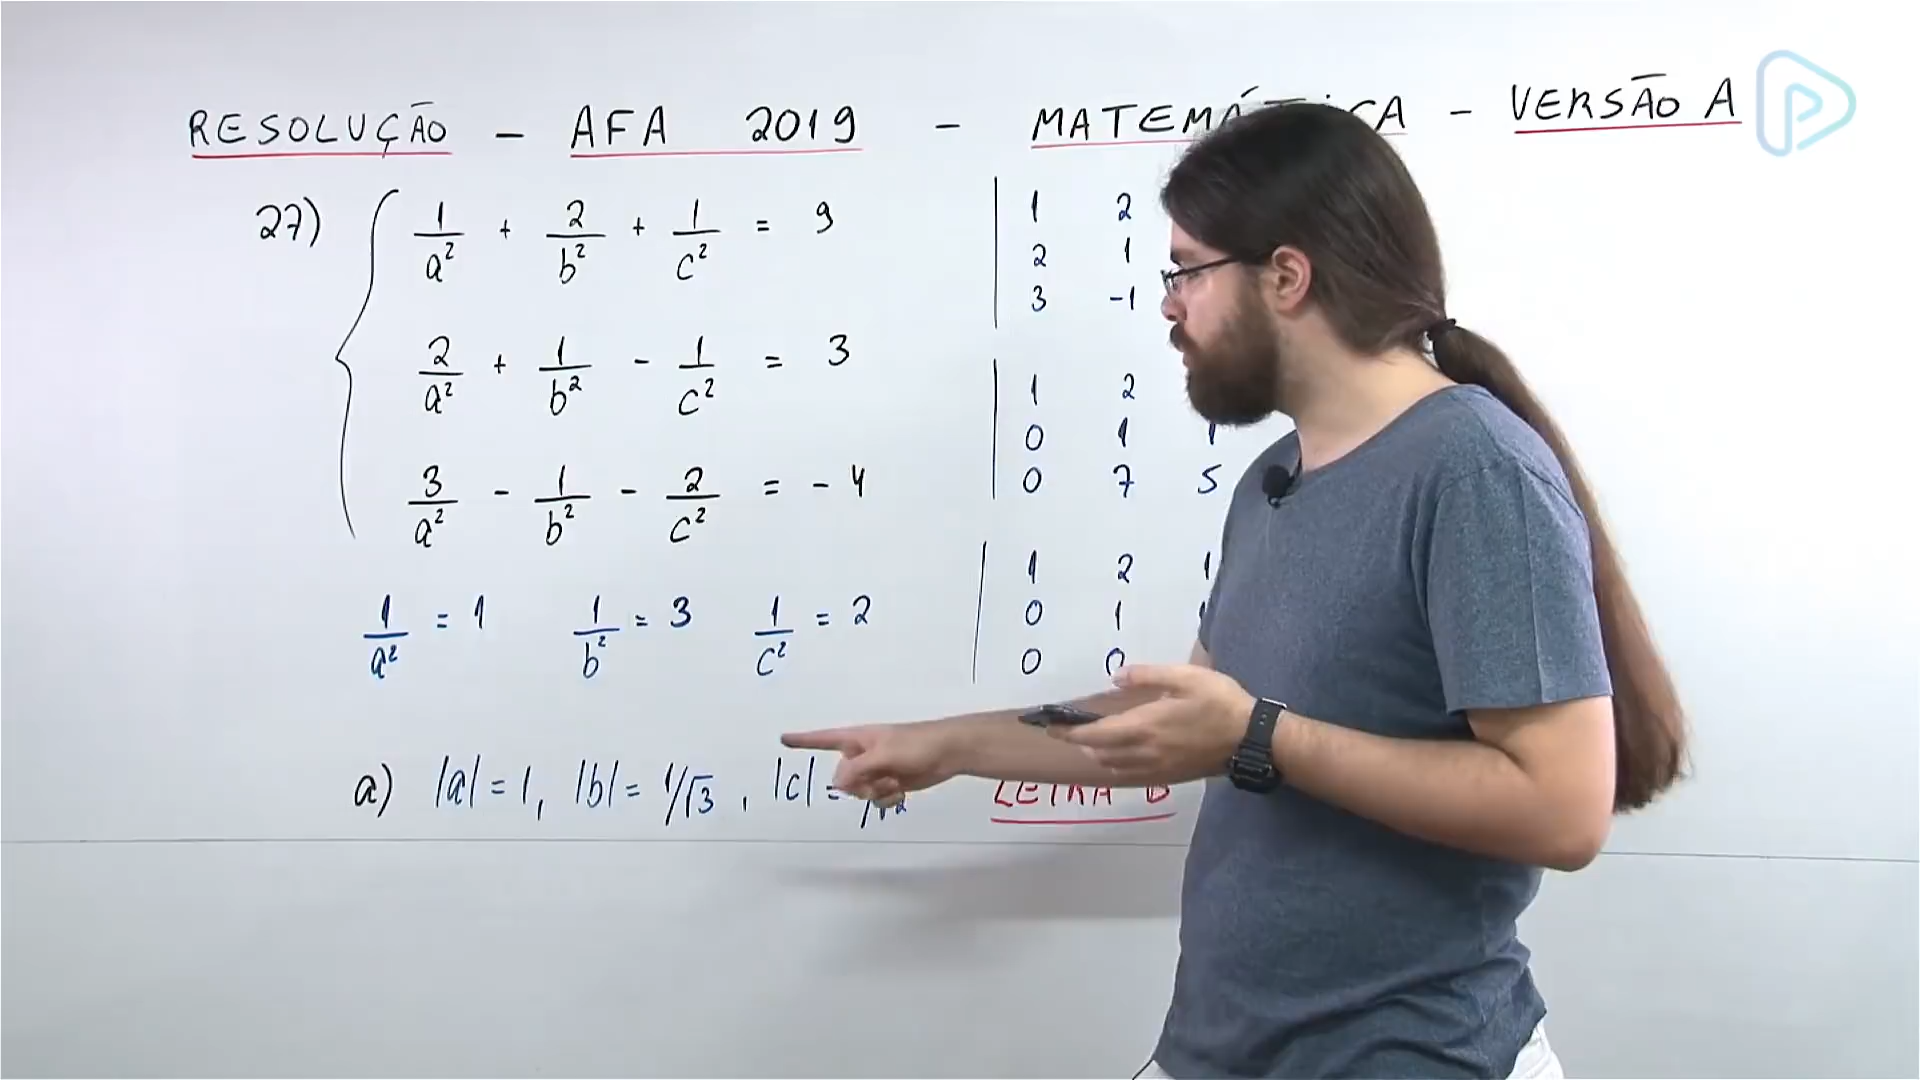 RESOLUÇÃO - AFA 2019 - VERSÃO A
27) 1/a² + 2/b² + 1/c² = 9
2/a² + 1/b² - 1/c² = 3
3/a² - 1/b² - 2/c² = -4
1/a² = 1 1/b² = 3 1/c² = 2
a) |a| = 1, |b| = 1/√3, |c| =
1 2
2 1
3 -1
1 2
0 1 1
0 7 5
1 2 1
0 1
0 0
LETRA